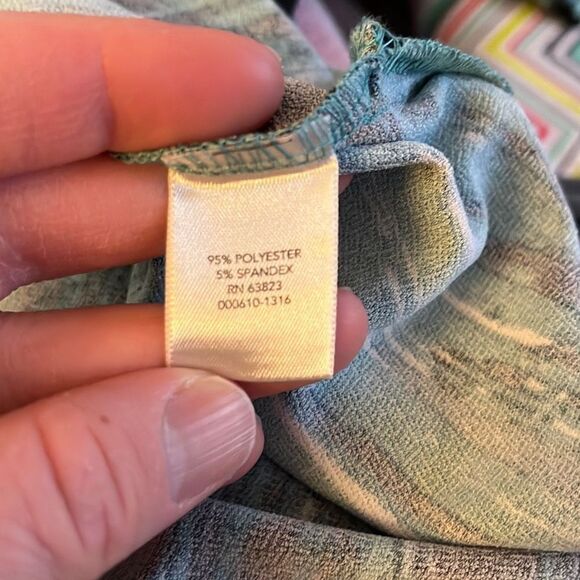 95% POLYESTER
5% SPANDEX
RN 63823
000610-1316